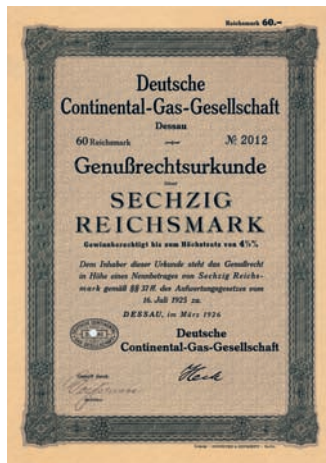 Reichsmark 60.–
Deutsche
Continental-Gas-Gesellschaft
Dessau
60 Reichsmark № 2012
Genußrechtsurkunde
über
SECHZIG
REICHSMARK
Gewinnberechtigt bis zum Höchstsatz von 4½%
Dem Inhaber dieser Urkunde steht das Genußrecht
in Höhe eines Nennbetrages von Sechzig Reichs-
mark gemäß §§ 37 ff. des Aufwertungsgesetzes vom
16. Juli 1925 zu.
DESSAU, im März 1926
Deutsche
Continental-Gas-Gesellschaft
Heck